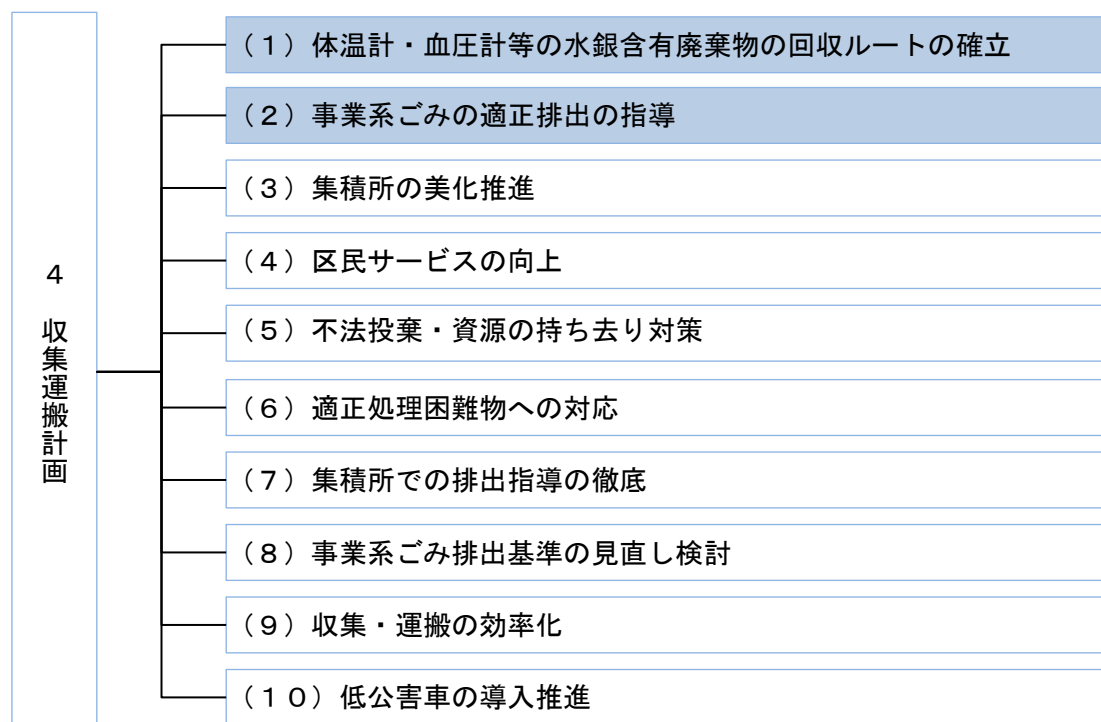 ４　収集運搬計画
（１）体温計・血圧計等の水銀含有廃棄物の回収ルートの確立
（２）事業系ごみの適正排出の指導
（３）集積所の美化推進
（４）区民サービスの向上
（５）不法投棄・資源の持ち去り対策
（６）適正処理困難物への対応
（７）集積所での排出指導の徹底
（８）事業系ごみ排出基準の見直し検討
（９）収集・運搬の効率化
（１０）低公害車の導入推進